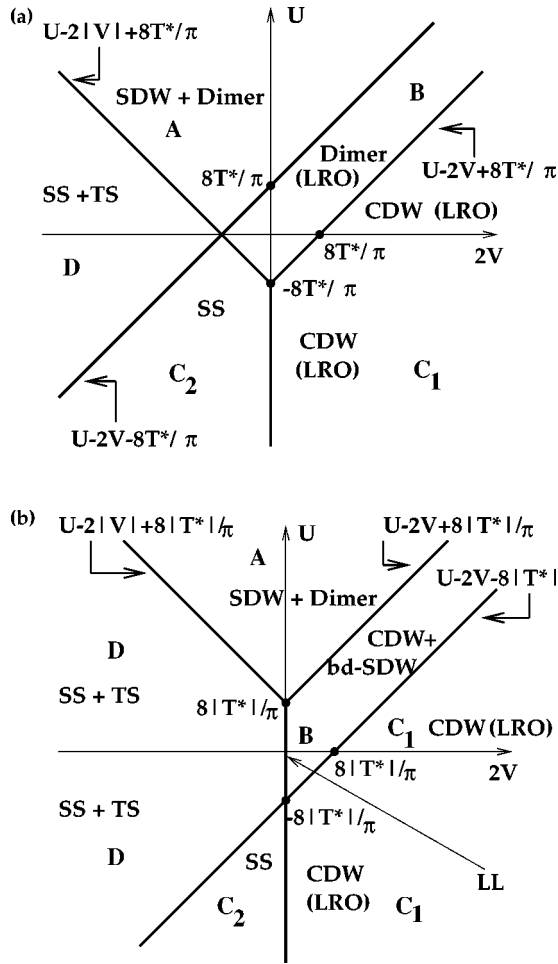 (a)
U-2|V|+8T*/π
U
SDW + Dimer
A
B
8T*/π
Dimer
(LRO)
U-2V+8T*/π
SS +TS
CDW (LRO)
8T*/π
2V
D
-8T*/π
SS
CDW
(LRO)
C2
C1
U-2V-8T*/π
(b)
U-2|V|+8|T*|/π
U
U-2V+8|T*|/π
A
U-2V-8|T*|
SDW + Dimer
CDW+
bd-SDW
D
SS + TS
8|T*|/π
B
C1 CDW (LRO)
8|T*|/π
2V
SS + TS
-8|T*|/π
D
SS
LL
CDW
(LRO)
C2
C1